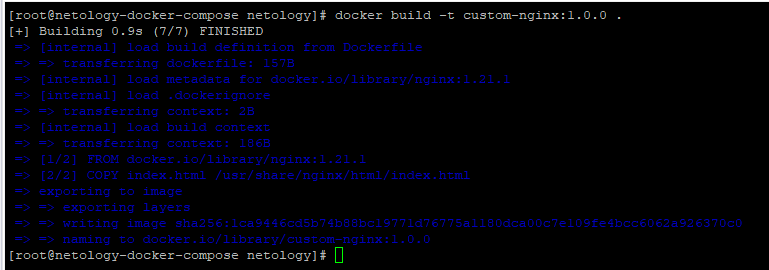 [root@netology-docker-compose netology]# docker build -t custom-nginx:1.0.0 .
[+] Building 0.9s (7/7) FINISHED
=> [internal] load build definition from Dockerfile
=> => transferring dockerfile: 157B
=> [internal] load metadata for docker.io/library/nginx:1.21.1
=> [internal] load .dockerignore
=> => transferring context: 2B
=> [internal] load build context
=> => transferring context: 186B
=> [1/2] FROM docker.io/library/nginx:1.21.1
=> [2/2] COPY index.html /usr/share/nginx/html/index.html
=> exporting to image
=> => exporting layers
=> => writing image
=> => naming to docker.io/library/custom-nginx:1.0.0
[root@netology-docker-compose netology]#